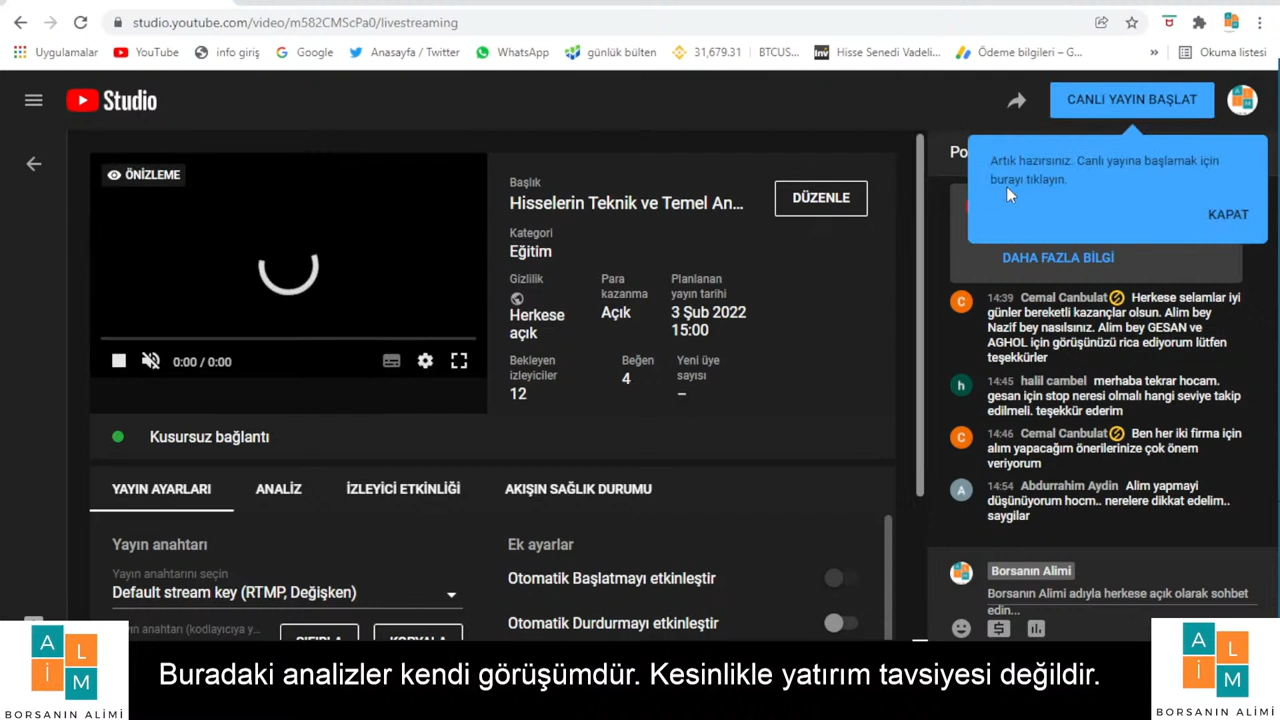 studio.youtube.com/video/m582CMScPa0/livestreaming
Uygulamalar YouTube info giriş Google Anasayfa / Twitter WhatsApp günlük bülten 31,679.31 | BTCUS... Inv Hisse Senedi Vadeli... Ödeme bilgileri – G... » Okuma listesi
Studio
CANLI YAYIN BAŞLAT
ALİM
Artık hazırsınız. Canlı yayına başlamak için
burayı tıklayın.
KAPAT
Po
DAHA FAZLA BİLGİ
ÖNİZLEME
0:00 / 0:00
Başlık
Hisselerin Teknik ve Temel An...
DÜZENLE
Kategori
Eğitim
Gizlilik
Herkese
açık
Para
kazanma
Açık
Planlanan
yayın tarihi
3 Şub 2022
15:00
Bekleyen
izleyiciler
12
Beğen
4
Yeni üye
sayısı
–
Kusursuz bağlantı
YAYIN AYARLARI ANALİZ İZLEYİCİ ETKİNLİĞİ AKIŞIN SAĞLIK DURUMU
Yayın anahtarı
Yayın anahtarını seçin
Default stream key (RTMP, Değişken)
Yayın anahtarı (kodlayıcıya y...
SIFIRLA
KOPYALA
Ek ayarlar
Otomatik Başlatmayı etkinleştir
Otomatik Durdurmayı etkinleştir
C
14:39 Cemal Canbulat Herkese selamlar iyi
günler bereketli kazançlar olsun. Alim bey
Nazif bey nasılsınız. Alim bey GESAN ve
AGHOL için görüşünüzü rica ediyorum lütfen
teşekkürler
h
14:45 halil cambel merhaba tekrar hocam.
gesan için stop neresi olmalı hangi seviye takip
edilmeli. teşekkür ederim
C
14:46 Cemal Canbulat Ben her iki firma için
alım yapacağım önerilerinize çok önem
veriyorum
A
14:54 Abdurrahim Aydin Alim yapmayi
düşünüyorum hocm.. nerelere dikkat edelim..
saygilar
Borsanın Alimi
Borsanın Alimi adıyla herkese açık olarak sohbet
edin...
A L
İ M
BORSANIN ALİMİ
Buradaki analizler kendi görüşümdür. Kesinlikle yatırım tavsiyesi değildir.
A L
İ M
BORSANIN ALİMİ